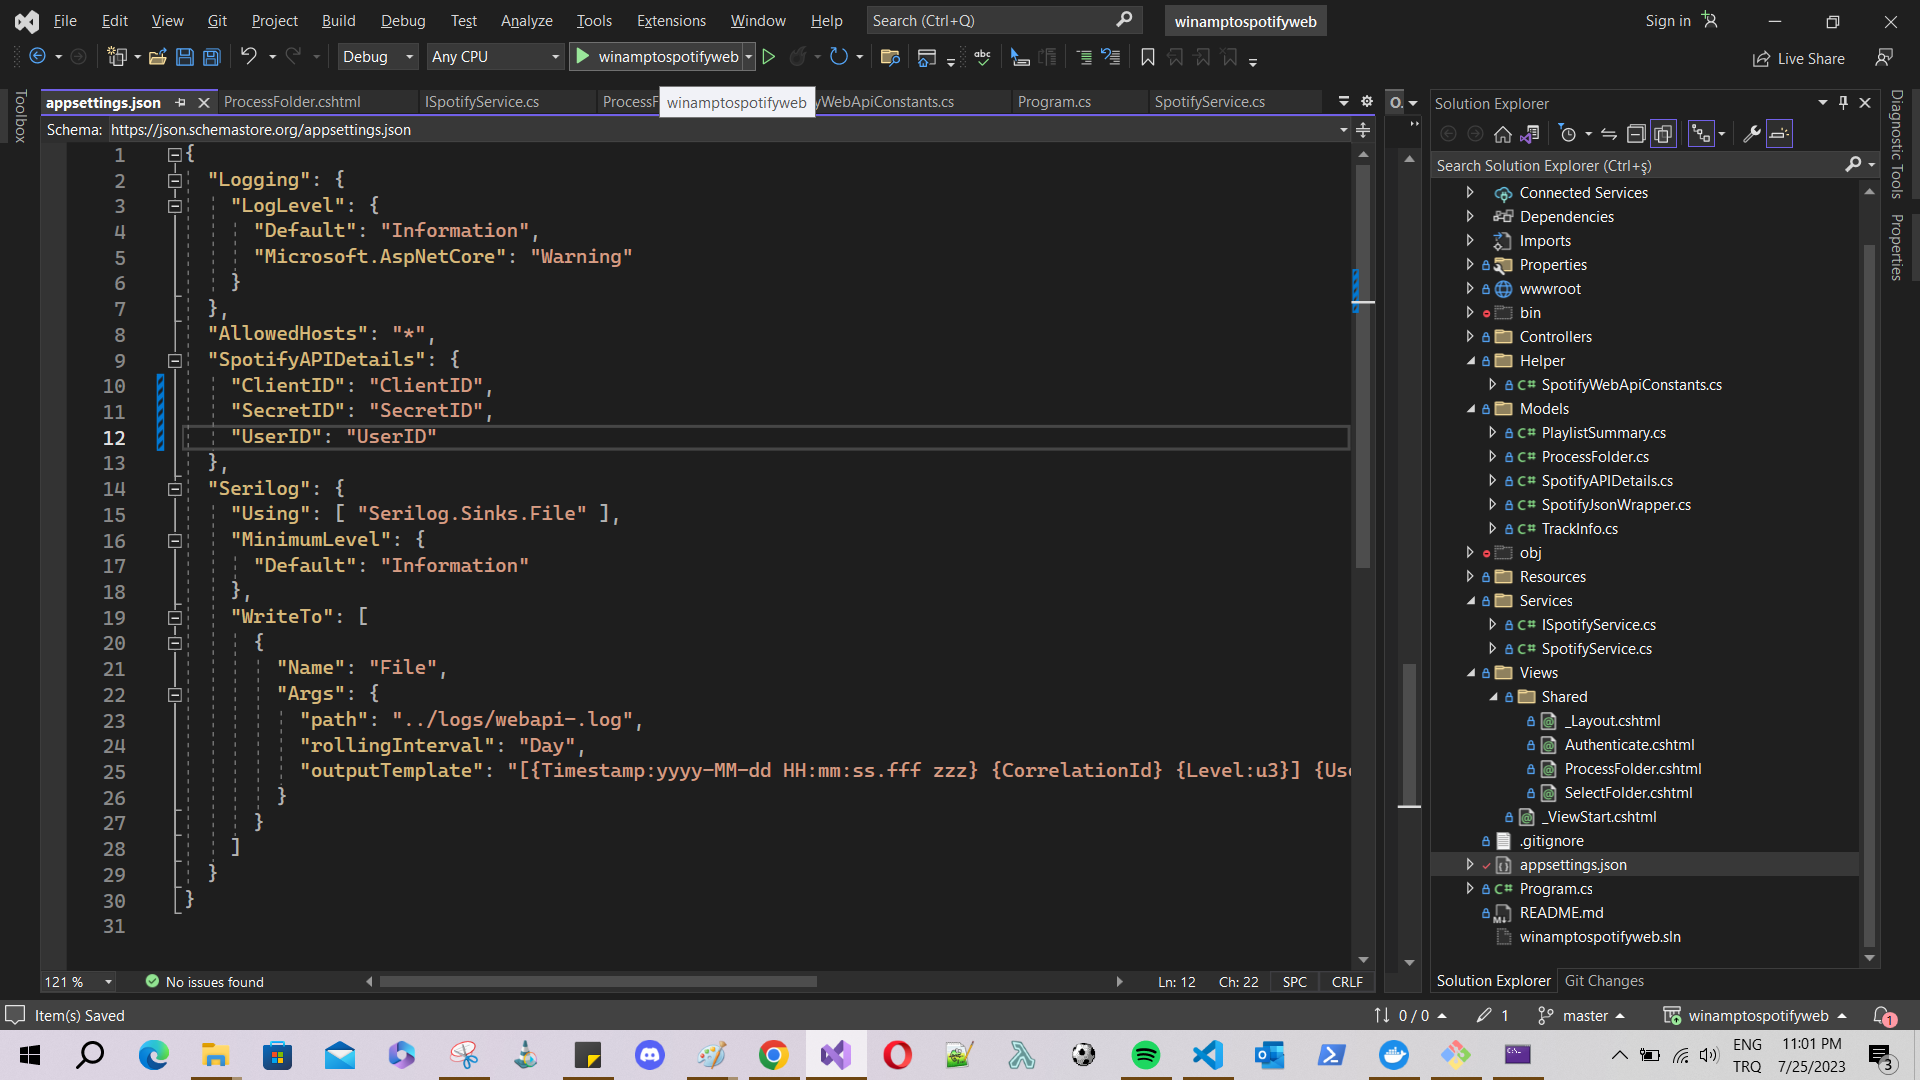 File Edit View Git Project Build Debug Test Analyze Tools Extensions Window Help Search (Ctrl+Q) winamptospotifyweb Sign in
Debug Any CPU winamptospotifyweb Live Share
Toolbox
appsettings.json ProcessFolder.cshtml ISpotifyService.cs ProcessF winamptospotifyweb WebApiConstants.cs Program.cs SpotifyService.cs
Schema: https://json.schemastore.org/appsettings.json
1 {
2 "Logging": {
3 "LogLevel": {
4 "Default": "Information",
5 "Microsoft.AspNetCore": "Warning"
6 }
7 },
8 "AllowedHosts": "*",
9 "SpotifyAPIDetails": {
10 "ClientID": "ClientID",
11 "SecretID": "SecretID",
12 "UserID": "UserID"
13 },
14 "Serilog": {
15 "Using": [ "Serilog.Sinks.File" ],
16 "MinimumLevel": {
17 "Default": "Information"
18 },
19 "WriteTo": [
20 {
21 "Name": "File",
22 "Args": {
23 "path": "../logs/webapi-.log",
24 "rollingInterval": "Day",
25 "outputTemplate": "[{Timestamp:yyyy-MM-dd HH:mm:ss.fff zzz} {CorrelationId} {Level:u3}] {Use
26 }
27 }
28 ]
29 }
30 }
31
121 % No issues found Ln: 12 Ch: 22 SPC CRLF
O
Solution Explorer
Search Solution Explorer (Ctrl+ş)
Connected Services
Dependencies
Imports
Properties
wwwroot
bin
Controllers
Helper
C# SpotifyWebApiConstants.cs
Models
C# PlaylistSummary.cs
C# ProcessFolder.cs
C# SpotifyAPIDetails.cs
C# SpotifyJsonWrapper.cs
C# TrackInfo.cs
obj
Resources
Services
C# ISpotifyService.cs
C# SpotifyService.cs
Views
Shared
_Layout.cshtml
Authenticate.cshtml
ProcessFolder.cshtml
SelectFolder.cshtml
_ViewStart.cshtml
.gitignore
appsettings.json
C# Program.cs
README.md
winamptospotifyweb.sln
Solution Explorer Git Changes
Diagnostic Tools
Properties
Item(s) Saved 0 / 0 1 master winamptospotifyweb 1
ENG
TRQ
11:01 PM
7/25/2023
3